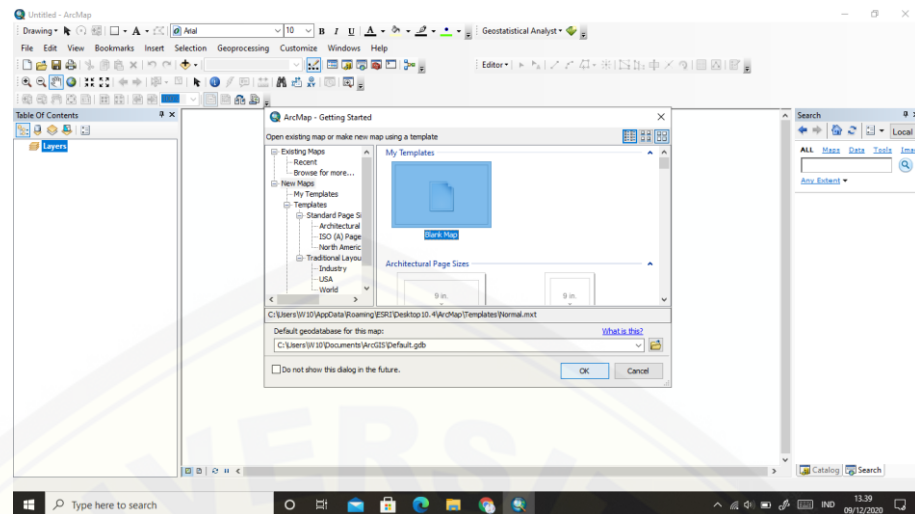 Untitled - ArcMap
Drawing Arial 10 B I U A Geostatistical Analyst
File Edit View Bookmarks Insert Selection Geoprocessing Customize Windows Help
Editor
Table Of Contents
Layers
ArcMap - Getting Started
Open existing map or make new map using a template
Existing Maps
Recent
Browse for more...
New Maps
My Templates
Templates
Standard Page Si
Architectural
ISO (A) Page
North Americ
Traditional Layou
Industry
USA
World
My Templates
Blank Map
Architectural Page Sizes
9 in.
9 in.
C:\Users\W10\AppData\Roaming\ESRI\Desktop10.4\ArcMap\Templates\Normal.mxt
Default geodatabase for this map:
What is this?
C:\Users\W10\Documents\ArcGIS\Default.gdb
Do not show this dialog in the future.
OK Cancel
Search
Local
ALL Maps Data Tools Ima
Any Extent
Catalog Search
VERS
Type here to search
IND
13.39
09/12/2020